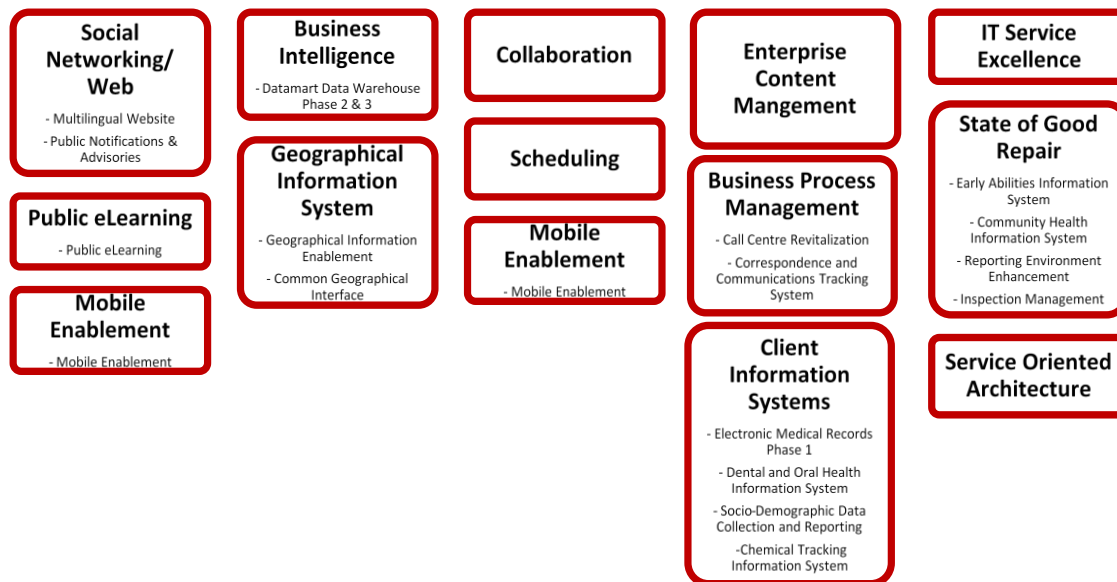 Social
Networking/
Web
- Multilingual Website
- Public Notifications &
Advisories
Public eLearning
- Public eLearning
Mobile
Enablement
- Mobile Enablement
Business
Intelligence
- Datamart Data Warehouse
Phase 2 & 3
Geographical
Information
System
- Geographical Information
Enablement
- Common Geographical
Interface
Collaboration
Scheduling
Mobile
Enablement
- Mobile Enablement
Enterprise
Content
Mangement
Business Process
Management
- Call Centre Revitalization
- Correspondence and
Communications Tracking
System
Client
Information
Systems
- Electronic Medical Records
Phase 1
- Dental and Oral Health
Information System
- Socio-Demographic Data
Collection and Reporting
-Chemical Tracking
Information System
IT Service
Excellence
State of Good
Repair
- Early Abilities Information
System
- Community Health
Information System
- Reporting Environment
Enhancement
- Inspection Management
Service Oriented
Architecture